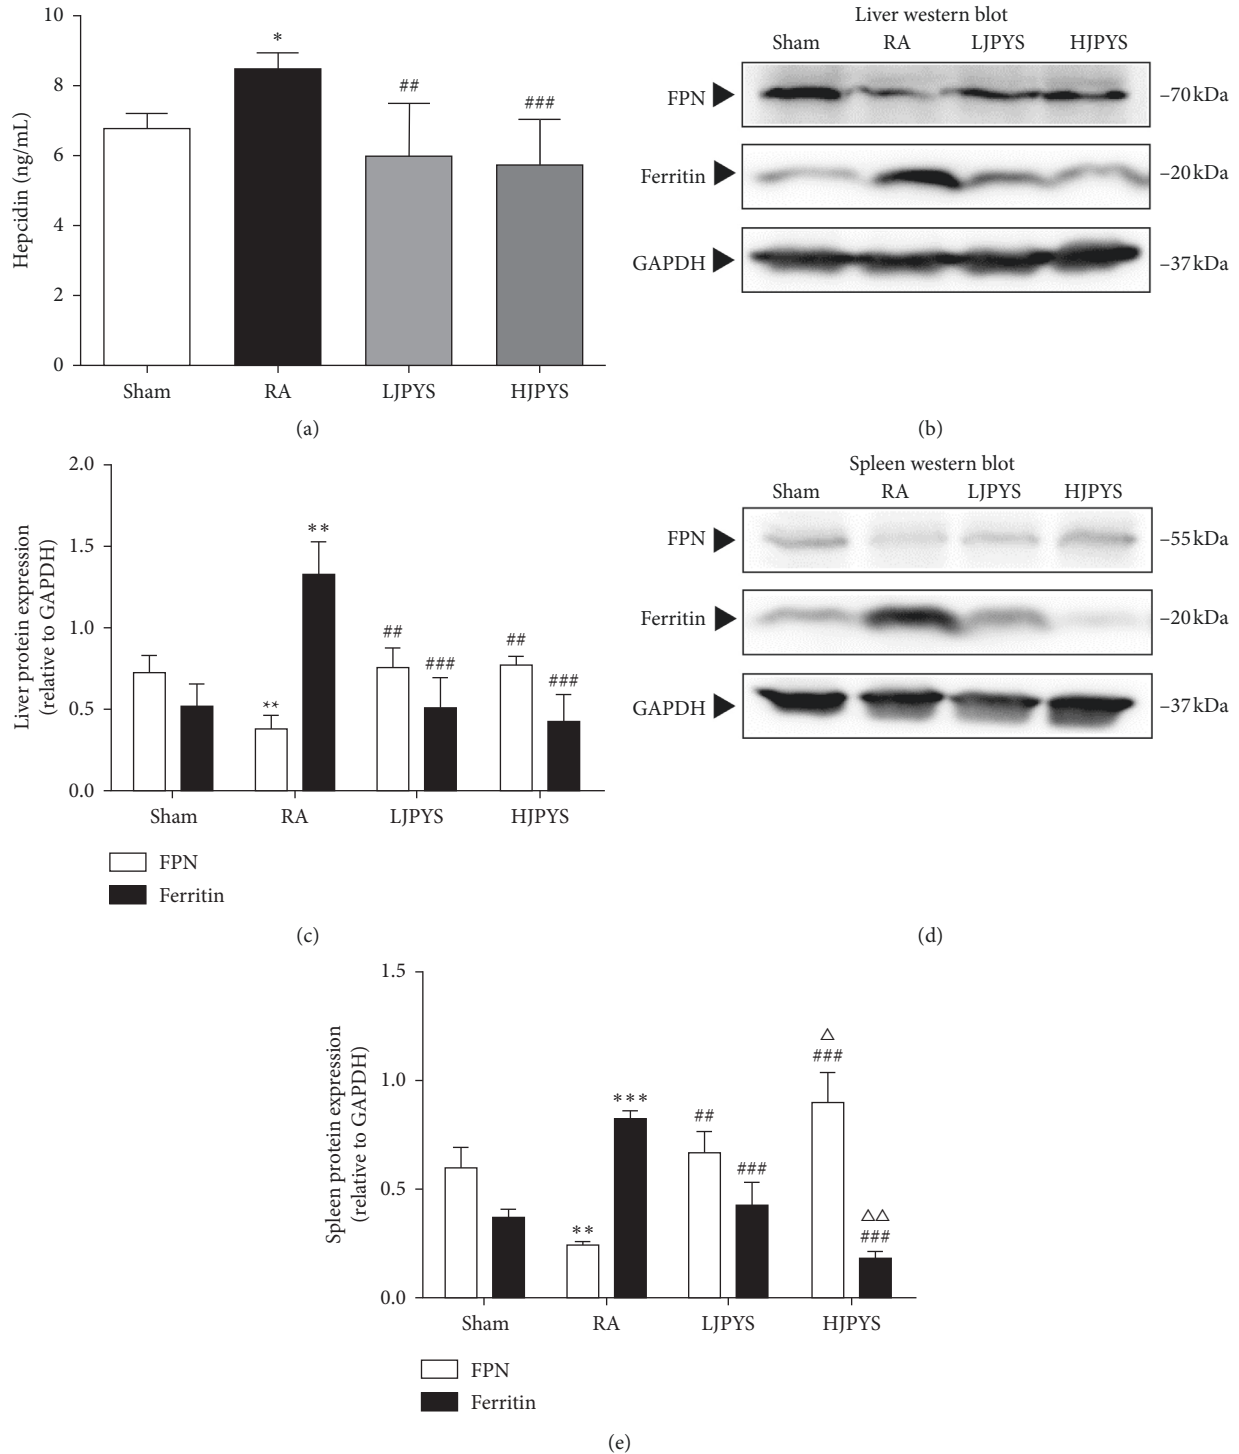 10
8
6
4
2
0
Hepcidin (ng/mL)
*
##
###
Sham RA LJPYS HJPYS
(a)
Liver western blot
Sham RA LJPYS HJPYS
FPN –70 kDa
Ferritin –20 kDa
GAPDH –37 kDa
(b)
2.0
1.5
1.0
0.5
0.0
Liver protein expression
(relative to GAPDH)
**
**
##
###
##
###
Sham RA LJPYS HJPYS
FPN
Ferritin
(c)
Spleen western blot
Sham RA LJPYS HJPYS
FPN –55 kDa
Ferritin –20 kDa
GAPDH –37 kDa
(d)
1.5
1.0
0.5
0.0
Spleen protein expression
(relative to GAPDH)
**
***
##
###
△
###
△△
###
Sham RA LJPYS HJPYS
FPN
Ferritin
(e)